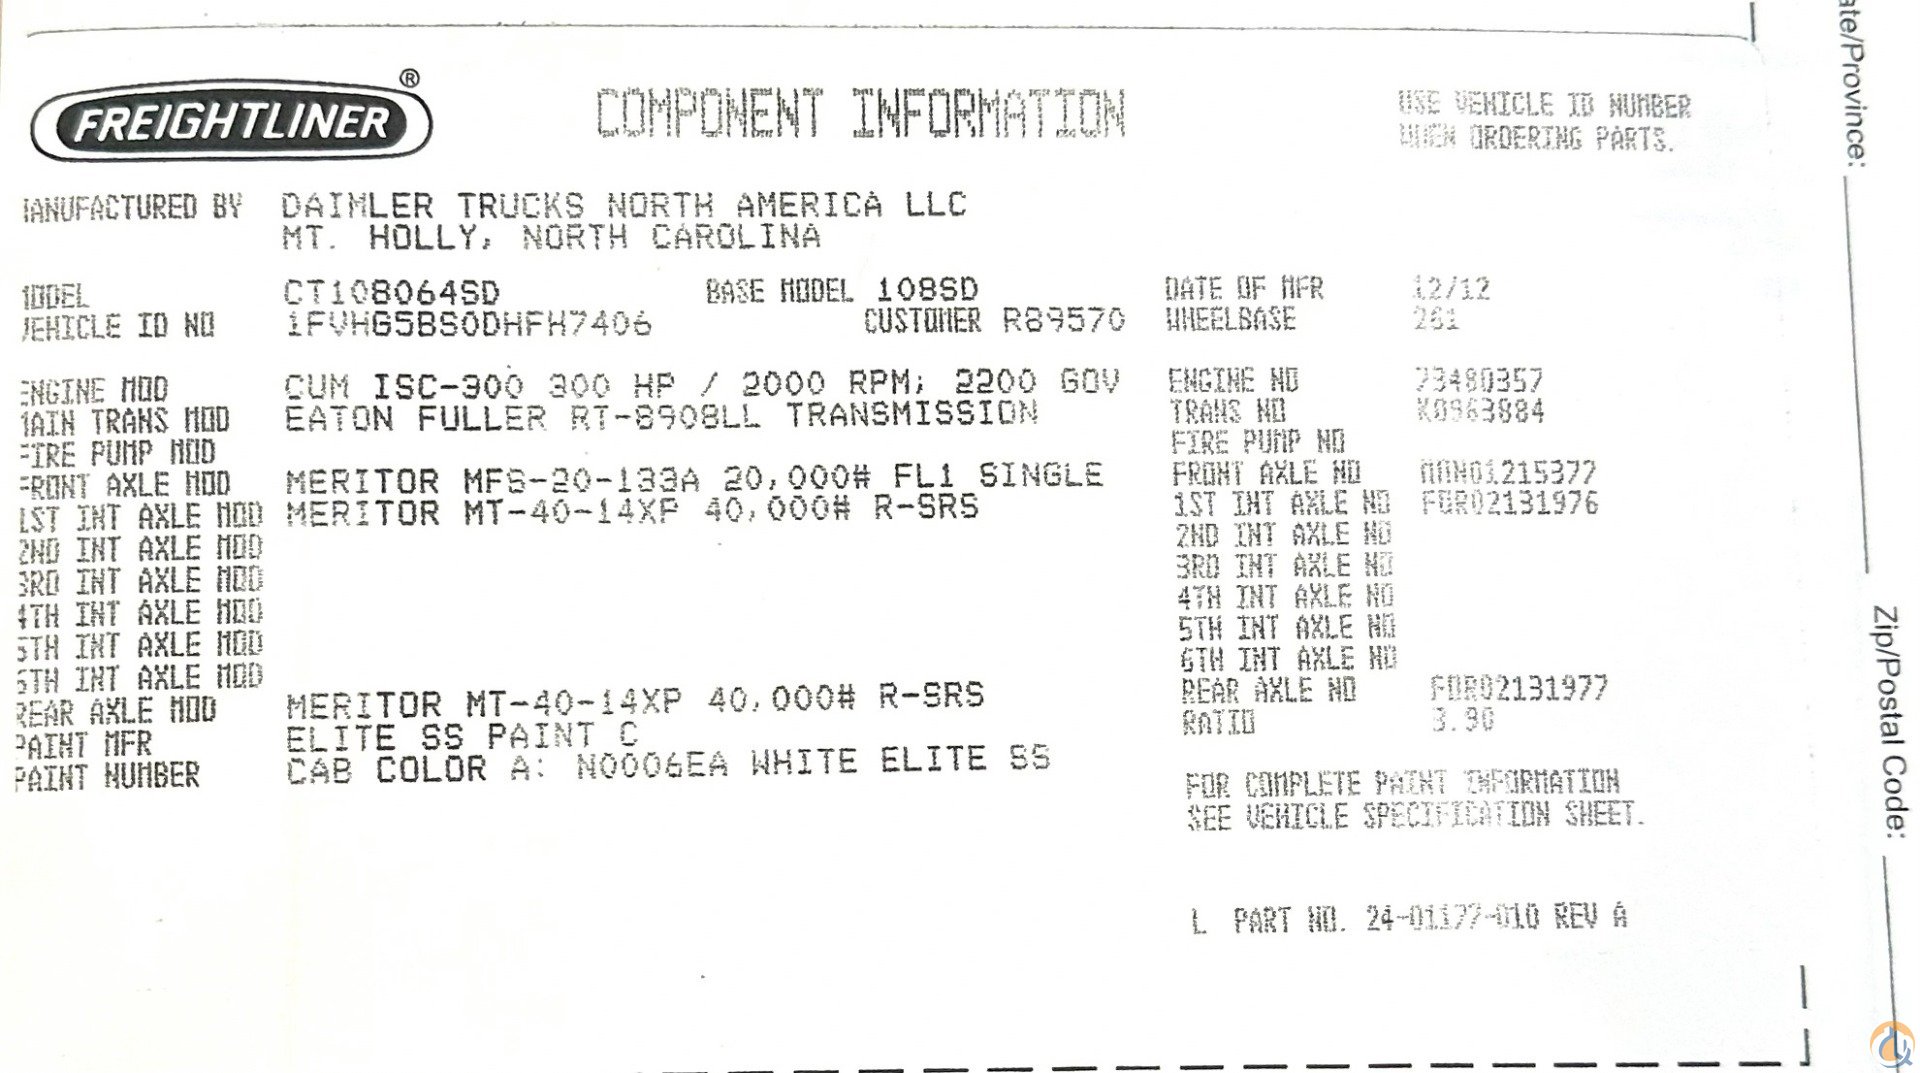 FREIGHTLINER®
COMPONENT INFORMATION
USE VEHICLE ID NUMBER
WHEN ORDERING PARTS.
MANUFACTURED BY DAIMLER TRUCKS NORTH AMERICA LLC
MT. HOLLY, NORTH CAROLINA
MODEL CT108064SD BASE MODEL 108SD DATE OF MFR 12/12
VEHICLE ID NO 1FVHG5BS0DHFH7406 CUSTOMER R89570 WHEELBASE 261
ENGINE MOD CUM ISC-300 300 HP / 2000 RPM; 2200 GOV ENGINE NO 73480357
MAIN TRANS MOD EATON FULLER RT-8908LL TRANSMISSION TRANS NO K0963884
FIRE PUMP MOD FIRE PUMP NO
FRONT AXLE MOD MERITOR MFS-20-133A 20,000# FL1 SINGLE FRONT AXLE NO
1ST INT AXLE MOD MERITOR MT-40-14XP 40,000# R-SRS 1ST INT AXLE NO FOR02131976
2ND INT AXLE MOD 2ND INT AXLE NO
3RD INT AXLE MOD 3RD INT AXLE NO
4TH INT AXLE MOD 4TH INT AXLE NO
5TH INT AXLE MOD 5TH INT AXLE NO
6TH INT AXLE MOD 6TH INT AXLE NO
REAR AXLE MOD MERITOR MT-40-14XP 40,000# R-SRS REAR AXLE NO FOR02131977
PAINT MFR ELITE SS PAINT C RATIO 3.90
PAINT NUMBER CAB COLOR A: N0006EA WHITE ELITE SS
FOR COMPLETE PAINT INFORMATION
SEE VEHICLE SPECIFICATION SHEET.
L PART NO. 24-01177-010 REV A
ate/Province:
Zip/Postal Code: